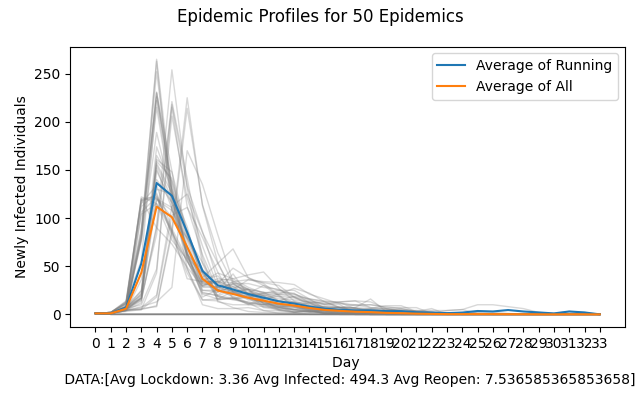 Epidemic Profiles for 50 Epidemics
Average of Running
Average of All
Newly Infected Individuals
250
200
150
100
50
0
0 1 2 3 4 5 6 7 8 9 10 11 12 13 14 15 16 17 18 19 20 21 22 23 24 25 26 27 28 29 30 31 32 33
Day
DATA:[Avg Lockdown: 3.36 Avg Infected: 494.3 Avg Reopen: 7.536585365853658]